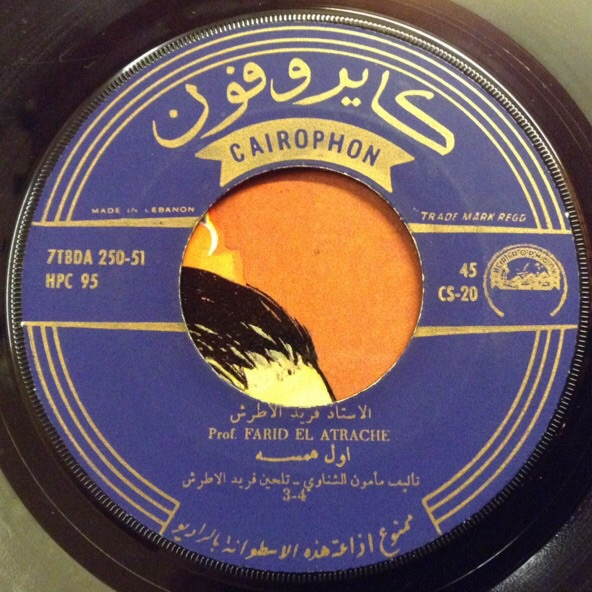 كايروفون
CAIROPHON
MADE IN LEBANON
TRADE MARK REGD
7TBDA 250-51
HPC 95
45
CS-20
الاستاذ فريد الاطرش
Prof. FARID EL ATRACHE
اول همسه
تأليف مأمون الشناوي - تلحين فريد الاطرش
3-4
ممنوع اذاعة هذه الاسطوانة بالراديو